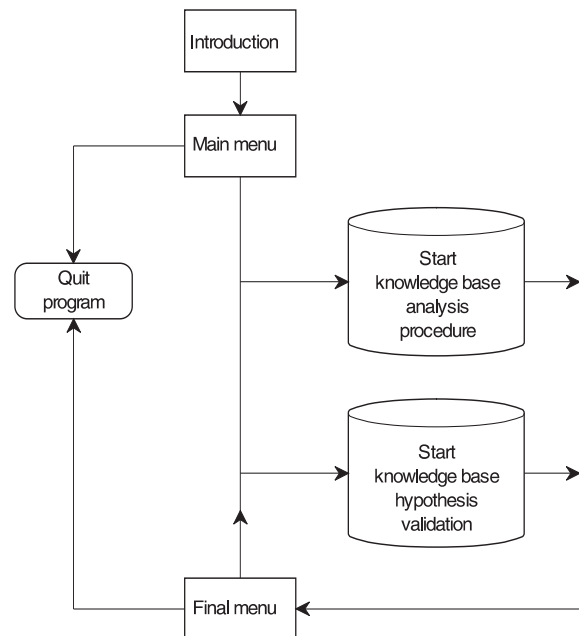 Introduction
Main menu
Quit
program
Start
knowledge base
analysis
procedure
Start
knowledge base
hypothesis
validation
Final menu